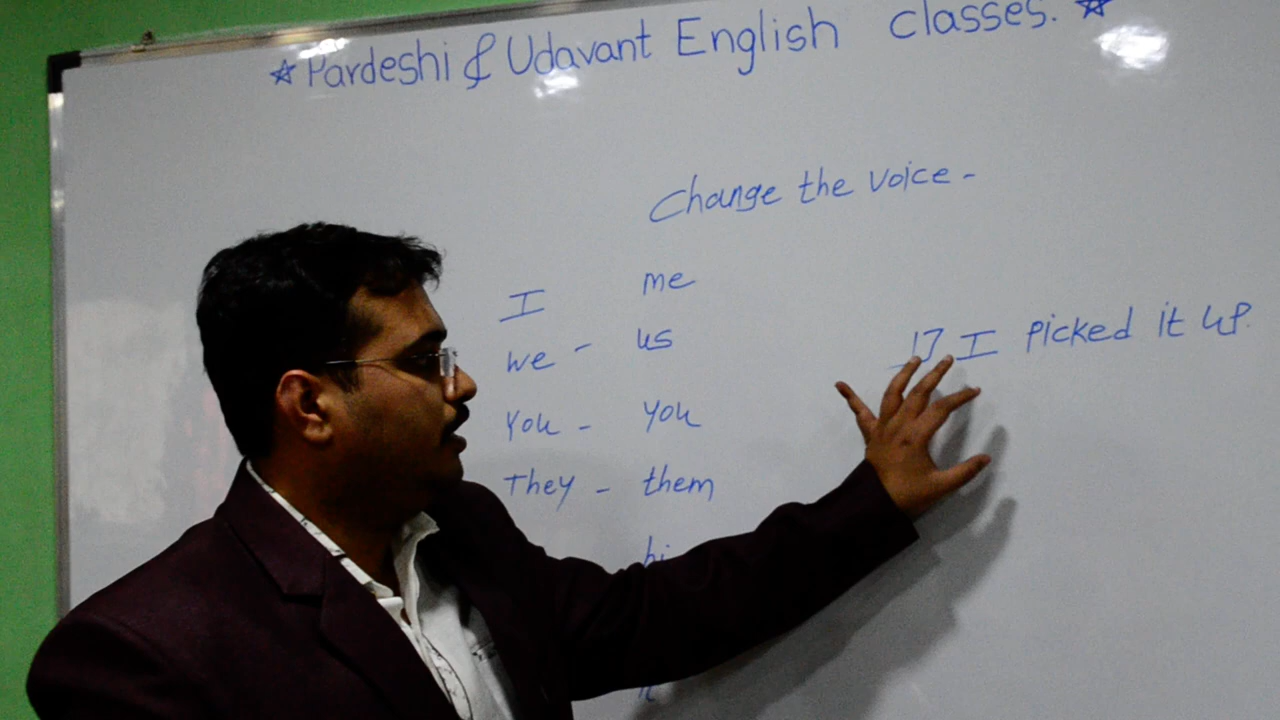 ☆ Pardeshi & Udavant English classes. ☆
Change the voice -
I me
we - us
You - you
They - them
1] I picked it up.